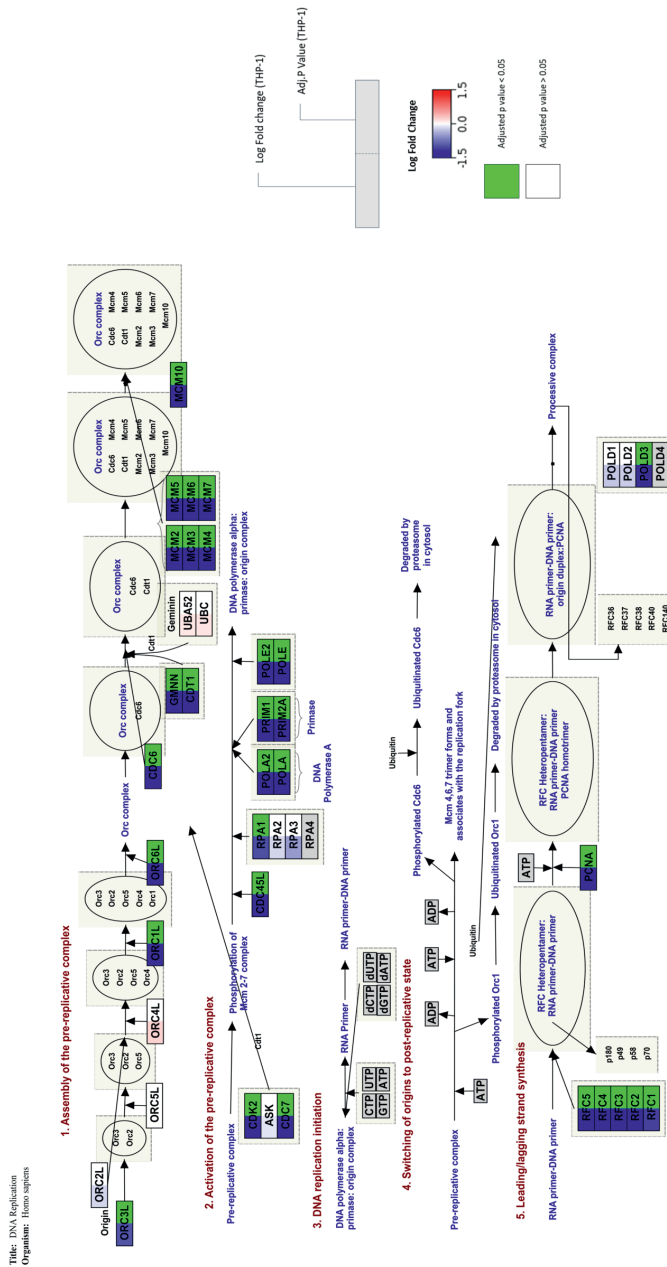 Title: DNA Replication
Organism: Homo sapiens
1. Assembly of the pre-replicative complex
Origin
ORC2L
ORC3L
Orc3
Orc2
ORC5L
Orc3
Orc2
Orc5
ORC4L
Orc3
Orc2
Orc5
Orc4
ORC1L
Orc3
Orc2
Orc5
Orc4
Orc1
ORC6L
Orc complex
CDC6
Orc complex
Cdc6
GMNN
CDT1
Cdt1
Geminin
UBA52
UBC
Orc complex
Cdc6
Cdt1
MCM2
MCM3
MCM4
MCM5
MCM6
MCM7
Orc complex
Cdc6 Mcm4
Cdt1 Mcm5
Mcm2 Mcm6
Mcm3 Mcm7
Mcm10
MCM10
Orc complex
Cdc6 Mcm4
Cdt1 Mcm5
Mcm2 Mcm6
Mcm3 Mcm7
Mcm10
2. Activation of the pre-replicative complex
Pre-replicative complex
CDK2
ASK
CDC7
Cdt1
Phosphorylation of
Mcm 2-7 complex
CDC45L
RPA1
RPA2
RPA3
RPA4
POLA2
POLA
DNA
Polymerase A
PRIM1
PRIM2A
Primase
POLE2
POLE
DNA polymerase alpha:
primase: origin complex
3. DNA replication initiation
DNA polymerase alpha:
primase: origin complex
CTP UTP
GTP ATP
RNA Primer
dCTP dUTP
dGTP dATP
RNA primer-DNA primer
4. Switching of origins to post-replicative state
Pre-replicative complex
ATP
ADP
ATP
ADP
Mcm 4,6,7 trimer forms and
associates with the replication fork
Phosphorylated Cdc6
Ubiquitin
Ubiquitinated Cdc6
Degraded by
proteasome
in cytosol
Phosphorylated Orc1
Ubiquitin
Ubiquitinated Orc1
Degraded by proteasome in cytosol
5. Leading/lagging strand synthesis
RNA primer-DNA primer
RFC5
RFC4
RFC3
RFC2
RFC1
RFC Heteropentamer:
RNA primer-DNA primer
p180
p49
p58
p70
ATP
PCNA
RFC Heteropentamer:
RNA primer-DNA primer
PCNA homotrimer
RNA primer-DNA primer:
origin duplex:PCNA
RFC36
RFC37
RFC38
RFC40
RFC140
Processive complex
POLD1
POLD2
POLD3
POLD4
Log Fold change (THP-1)
Adj.P Value (THP-1)
Log Fold Change
-1.5 0.0 1.5
Adjusted p value < 0.05
Adjusted p value > 0.05